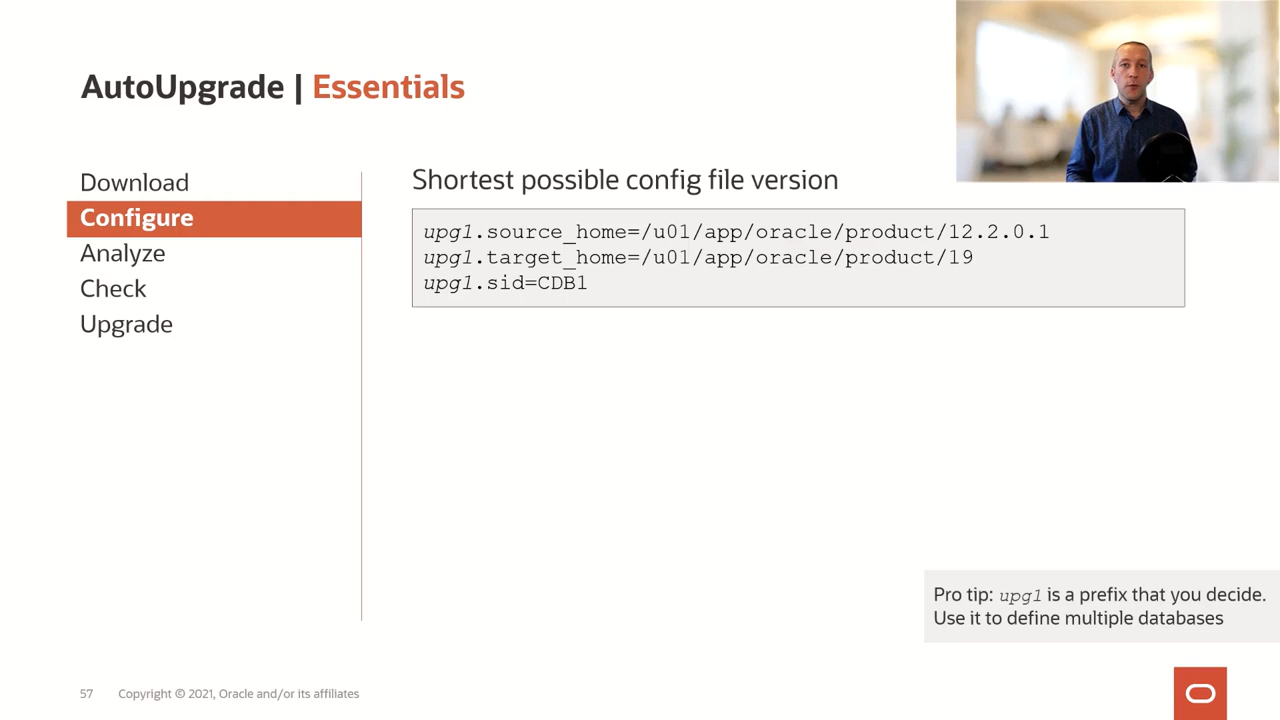 AutoUpgrade | Essentials
Download
Configure
Analyze
Check
Upgrade
Shortest possible config file version
upg1.source_home=/u01/app/oracle/product/12.2.0.1
upg1.target_home=/u01/app/oracle/product/19
upg1.sid=CDB1
Pro tip: upg1 is a prefix that you decide.
Use it to define multiple databases
57 Copyright © 2021, Oracle and/or its affiliates